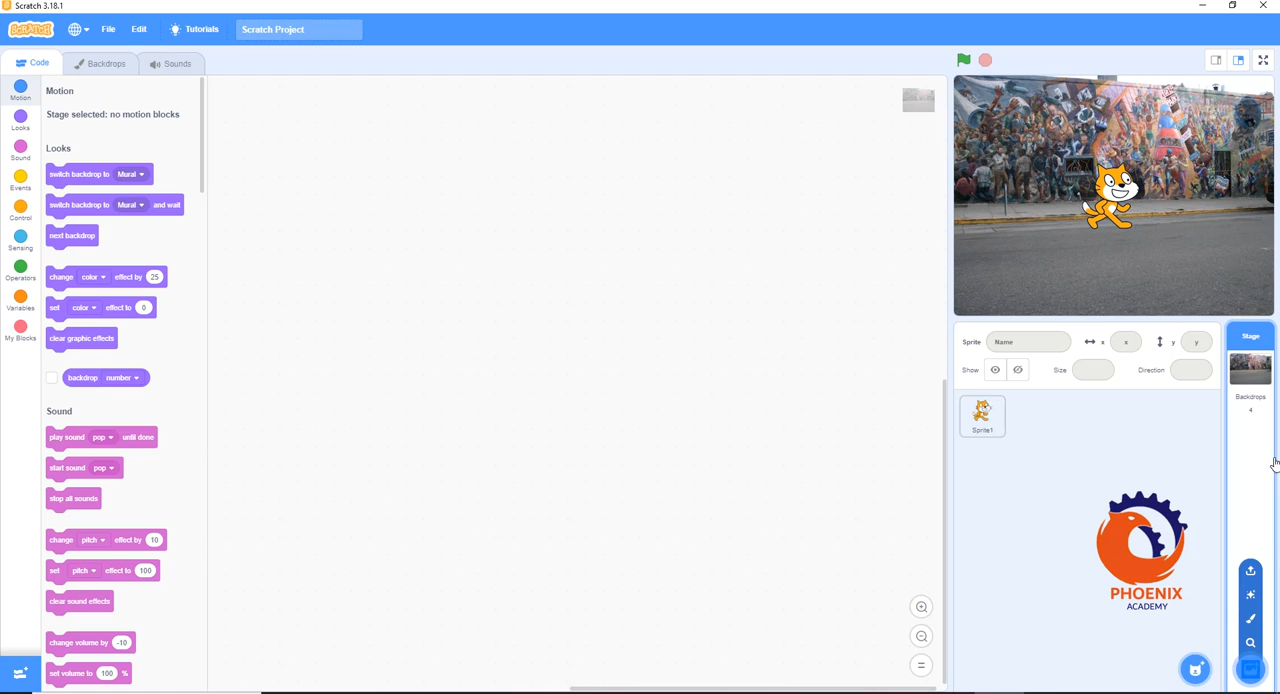 Scratch 3.18.1
SCRATCH File Edit Tutorials Scratch Project
Code Backdrops Sounds
Motion
Looks
Sound
Events
Control
Sensing
Operators
Variables
My Blocks
Motion
Stage selected: no motion blocks
Looks
switch backdrop to Mural
switch backdrop to Mural and wait
next backdrop
change color effect by 25
set color effect to 0
clear graphic effects
backdrop number
Sound
play sound pop until done
start sound pop
stop all sounds
change pitch effect by 10
set pitch effect to 100
clear sound effects
change volume by -10
set volume to 100 %
Sprite Name x x y y
Show Size Direction
Sprite1
Stage
Backdrops
4
PHOENIX
ACADEMY